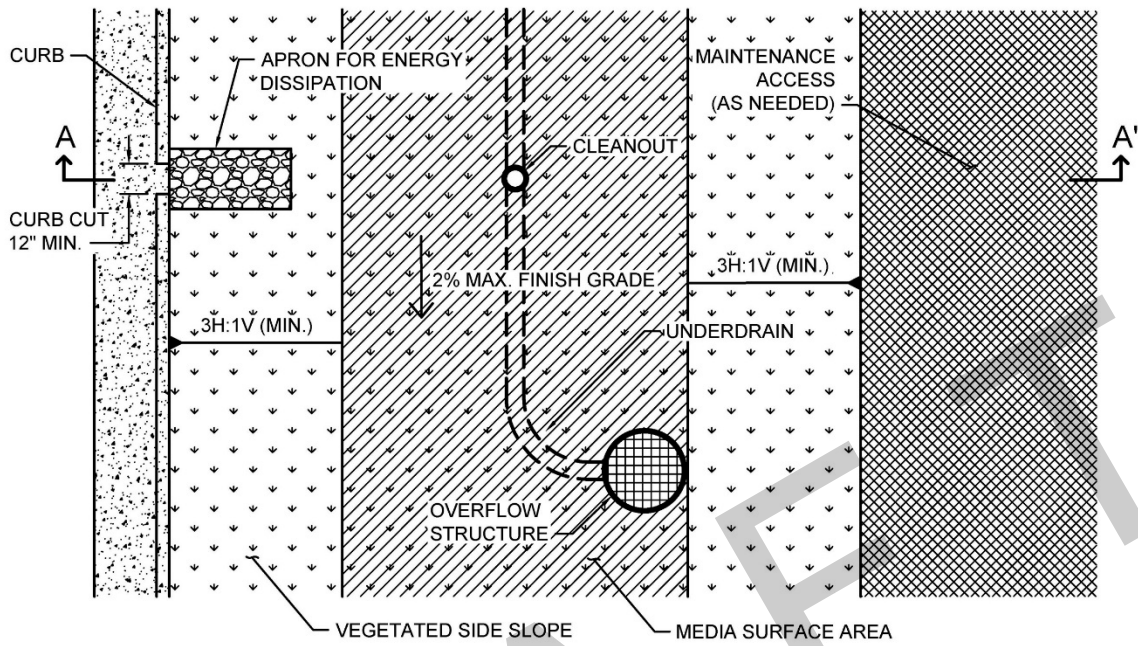 CURB
APRON FOR ENERGY
DISSIPATION
MAINTENANCE
ACCESS
(AS NEEDED)
A
A'
CLEANOUT
CURB CUT
12" MIN.
2% MAX. FINISH GRADE
3H:1V (MIN.)
3H:1V (MIN.)
UNDERDRAIN
OVERFLOW
STRUCTURE
VEGETATED SIDE SLOPE
MEDIA SURFACE AREA